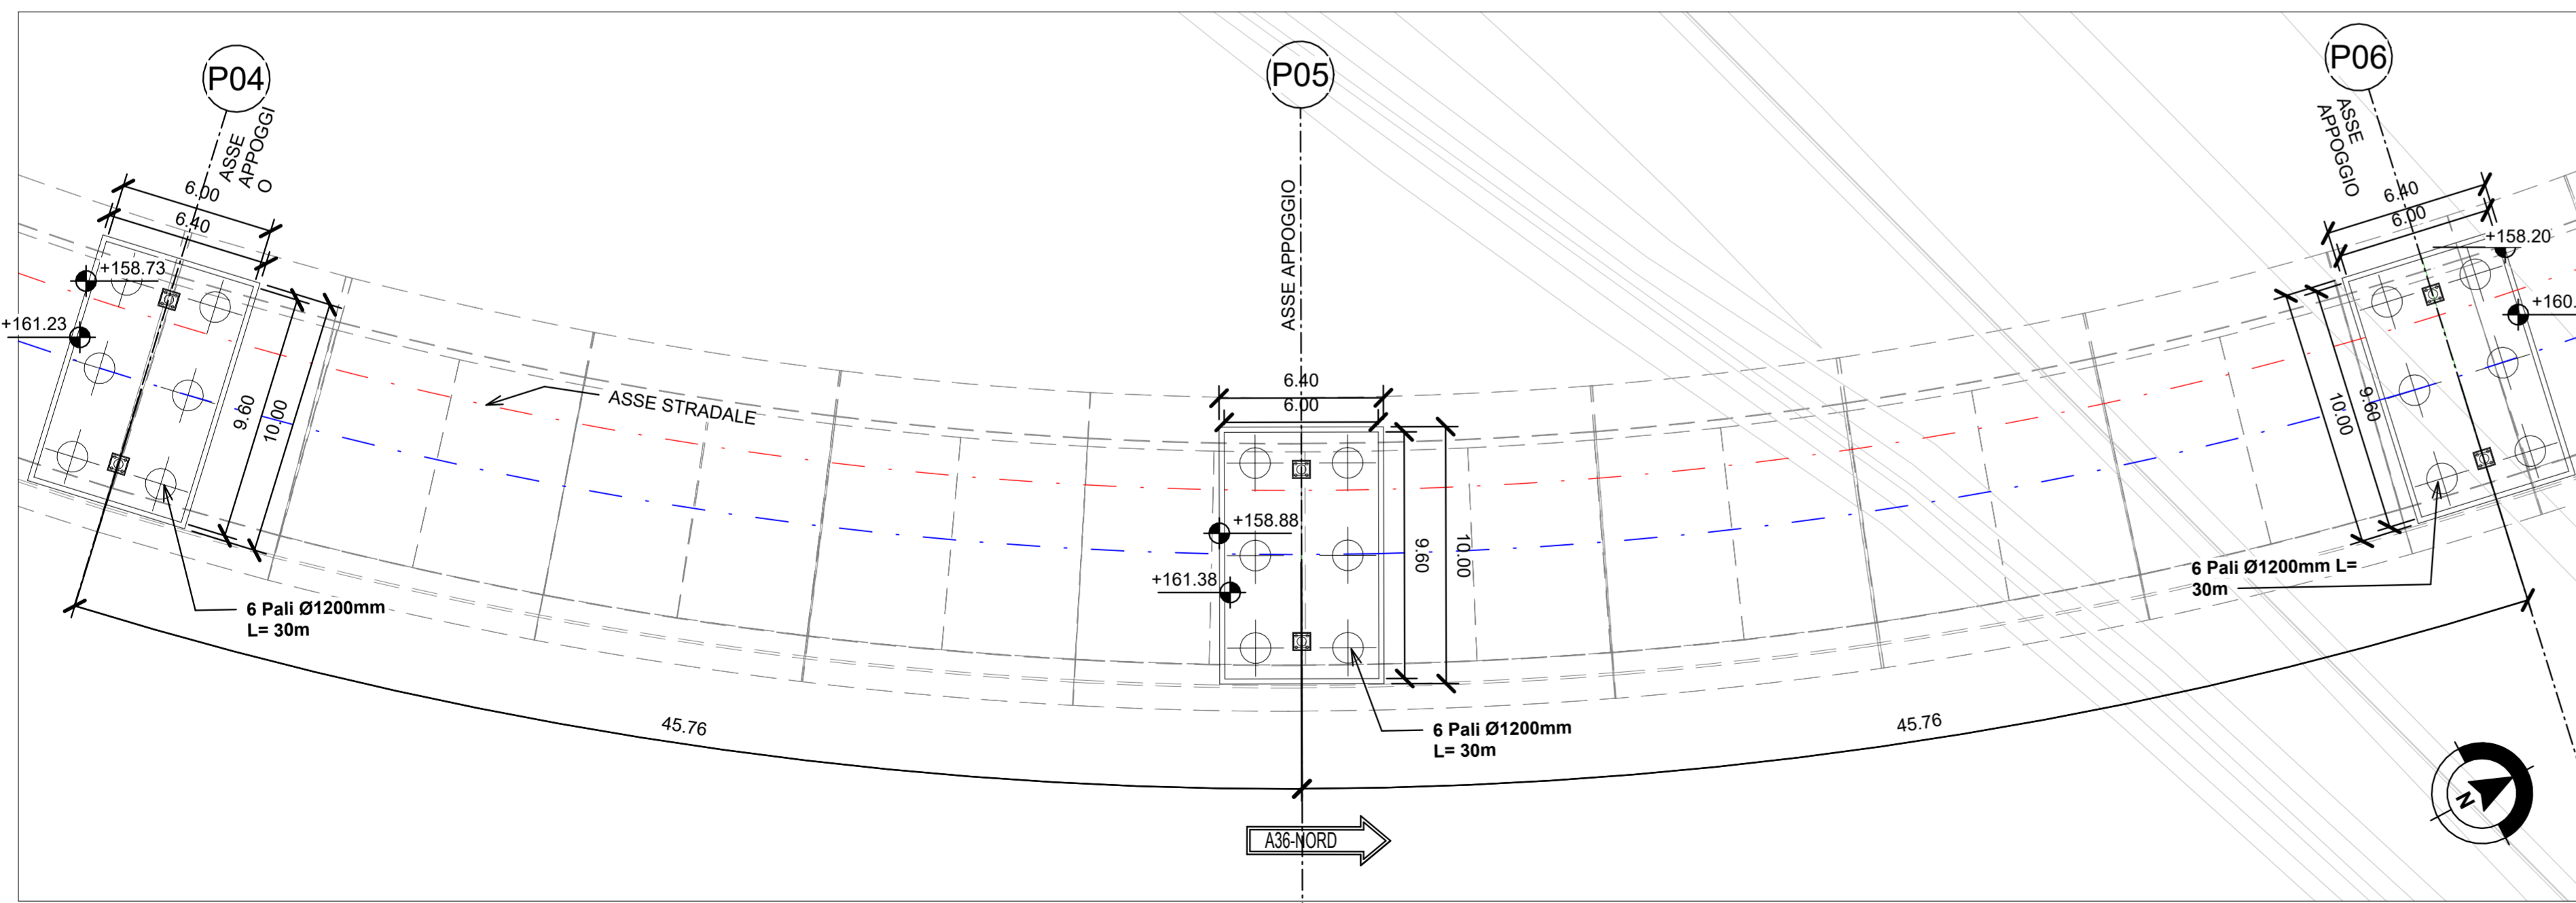 P04
P05
P06
ASSE
APPOGGI
O
ASSE APPOGGIO
ASSE
APPOGGIO
6.00
6.40
6.40
6.00
6.40
6.00
+158.73
+161.23
+158.20
+160.
9.60
10.00
ASSE STRADALE
+158.88
+161.38
9.60
10.00
10.00
9.60
6 Pali Ø1200mm
L= 30m
6 Pali Ø1200mm
L= 30m
6 Pali Ø1200mm L=
30m
45.76
45.76
A36-NORD
N